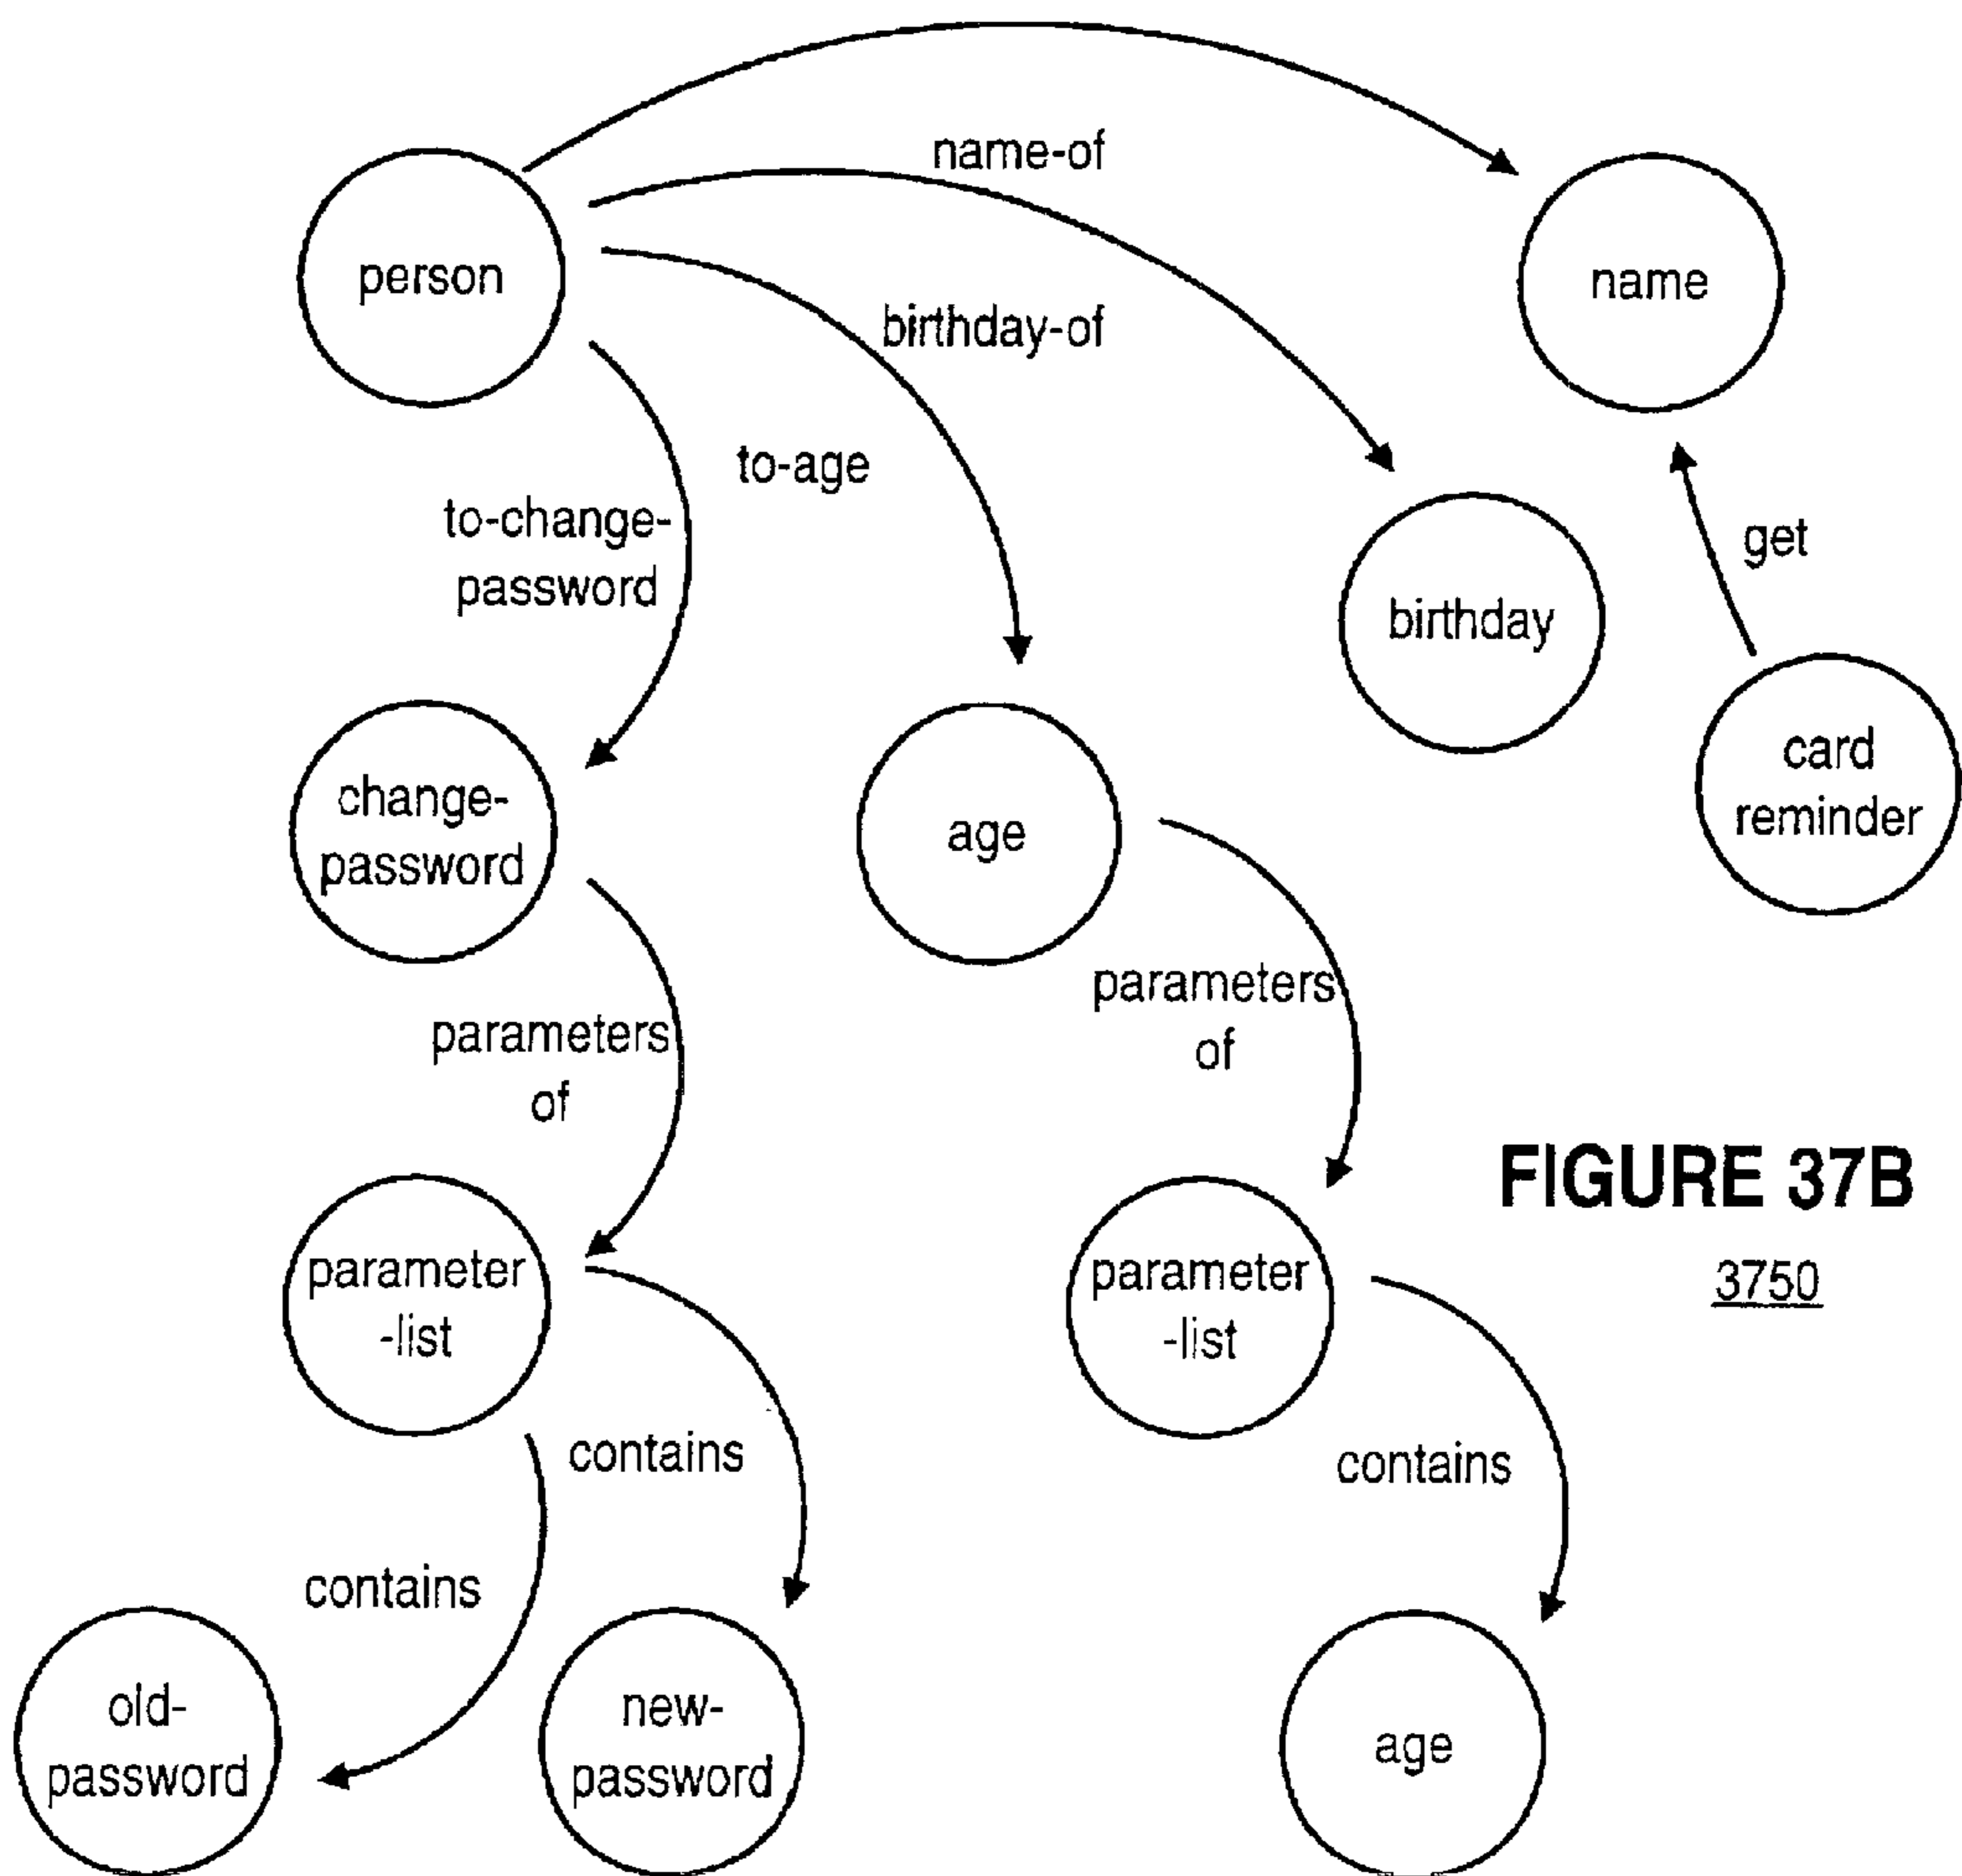 name-of
person
name
birthday-of
to-age
to-change-
password
get
birthday
card
reminder
change-
password
age
parameters
of
parameters
of
FIGURE 37B
3750
parameter
-list
parameter
-list
contains
contains
contains
old-
password
new-
password
age